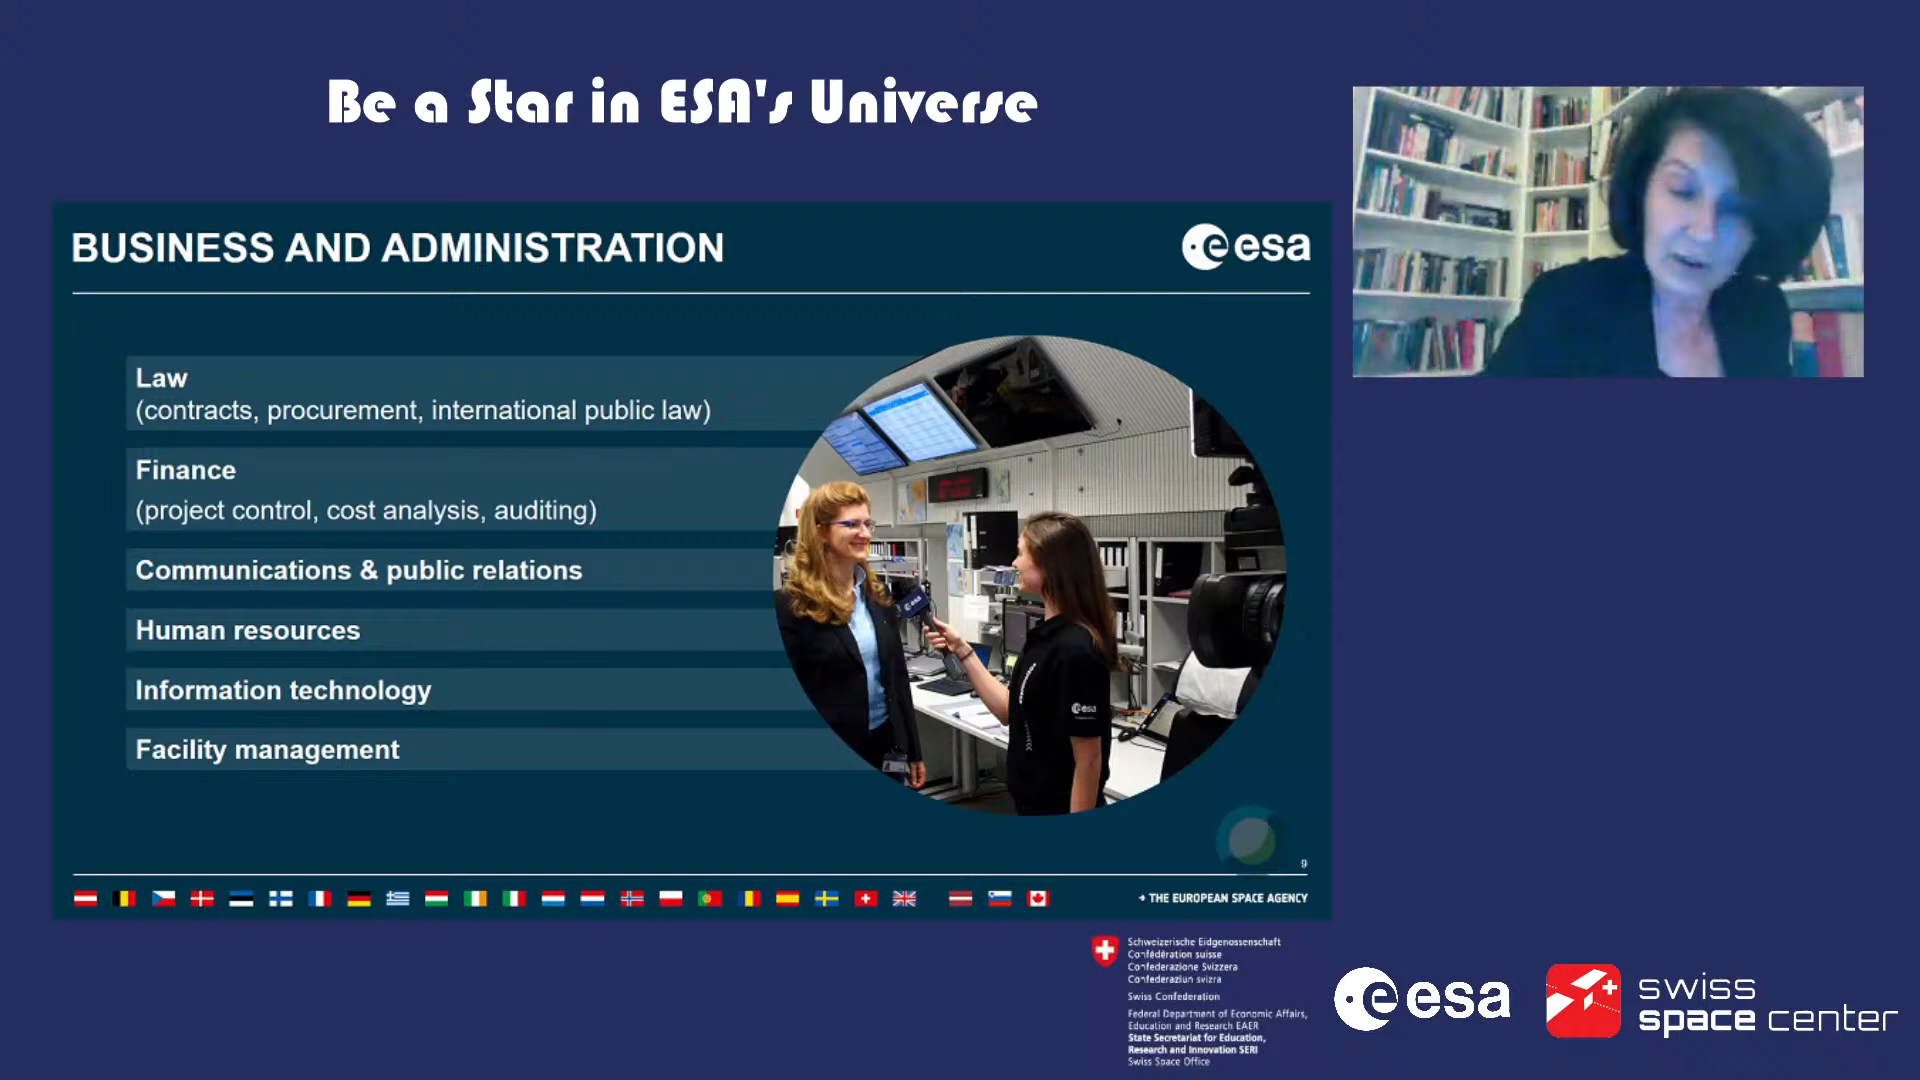 Be a Star in ESA's Universe
BUSINESS AND ADMINISTRATION
esa
Law
(contracts, procurement, international public law)
Finance
(project control, cost analysis, auditing)
Communications & public relations
Human resources
Information technology
Facility management
esa
esa
9
→ THE EUROPEAN SPACE AGENCY
Schweizerische Eidgenossenschaft
Confédération suisse
Confederazione Svizzera
Confederaziun svizra
Swiss Confederation
Federal Department of Economic Affairs,
Education and Research EAER
State Secretariat for Education,
Research and Innovation SERI
Swiss Space Office
esa
swiss
space center